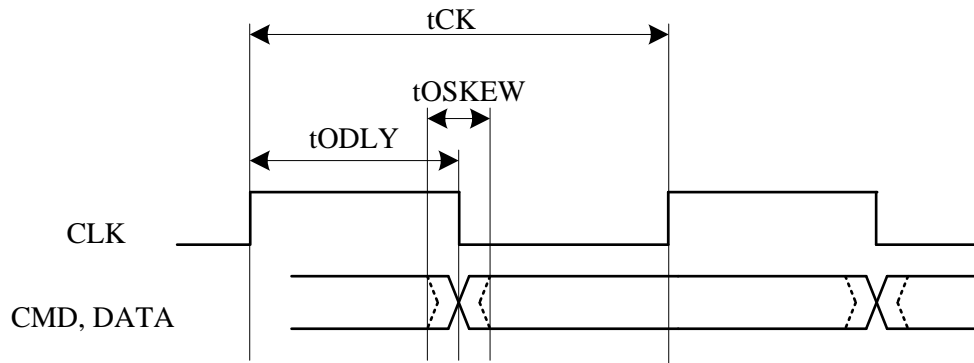 tCK
tOSKEW
tODLY
CLK
CMD, DATA